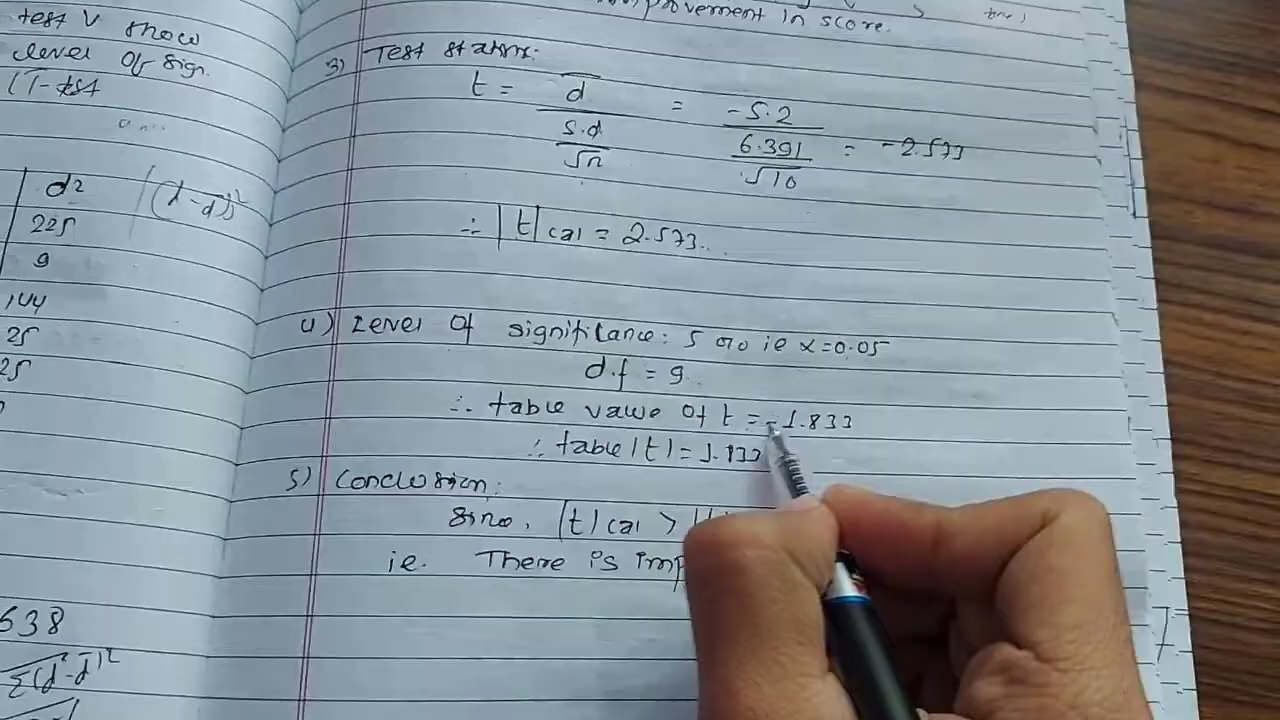 test V show
level of sign.
(T-test
d2 (d-d̅)²
225
9
144
25
25
638
Σ(d²-d̅)²
improvement in score.
3) Test statistic:
t = d̅ / (s.d / √n) = -5.2 / (6.391 / √10) = -2.573
∴ |t| cal = 2.573.
4) Level of significance: 5 % ie α=0.05
d.f = 9.
∴ table value of t = -1.833
∴ table |t| = 1.833
5) Conclusion:
since, |t| cal >
ie. There is imp